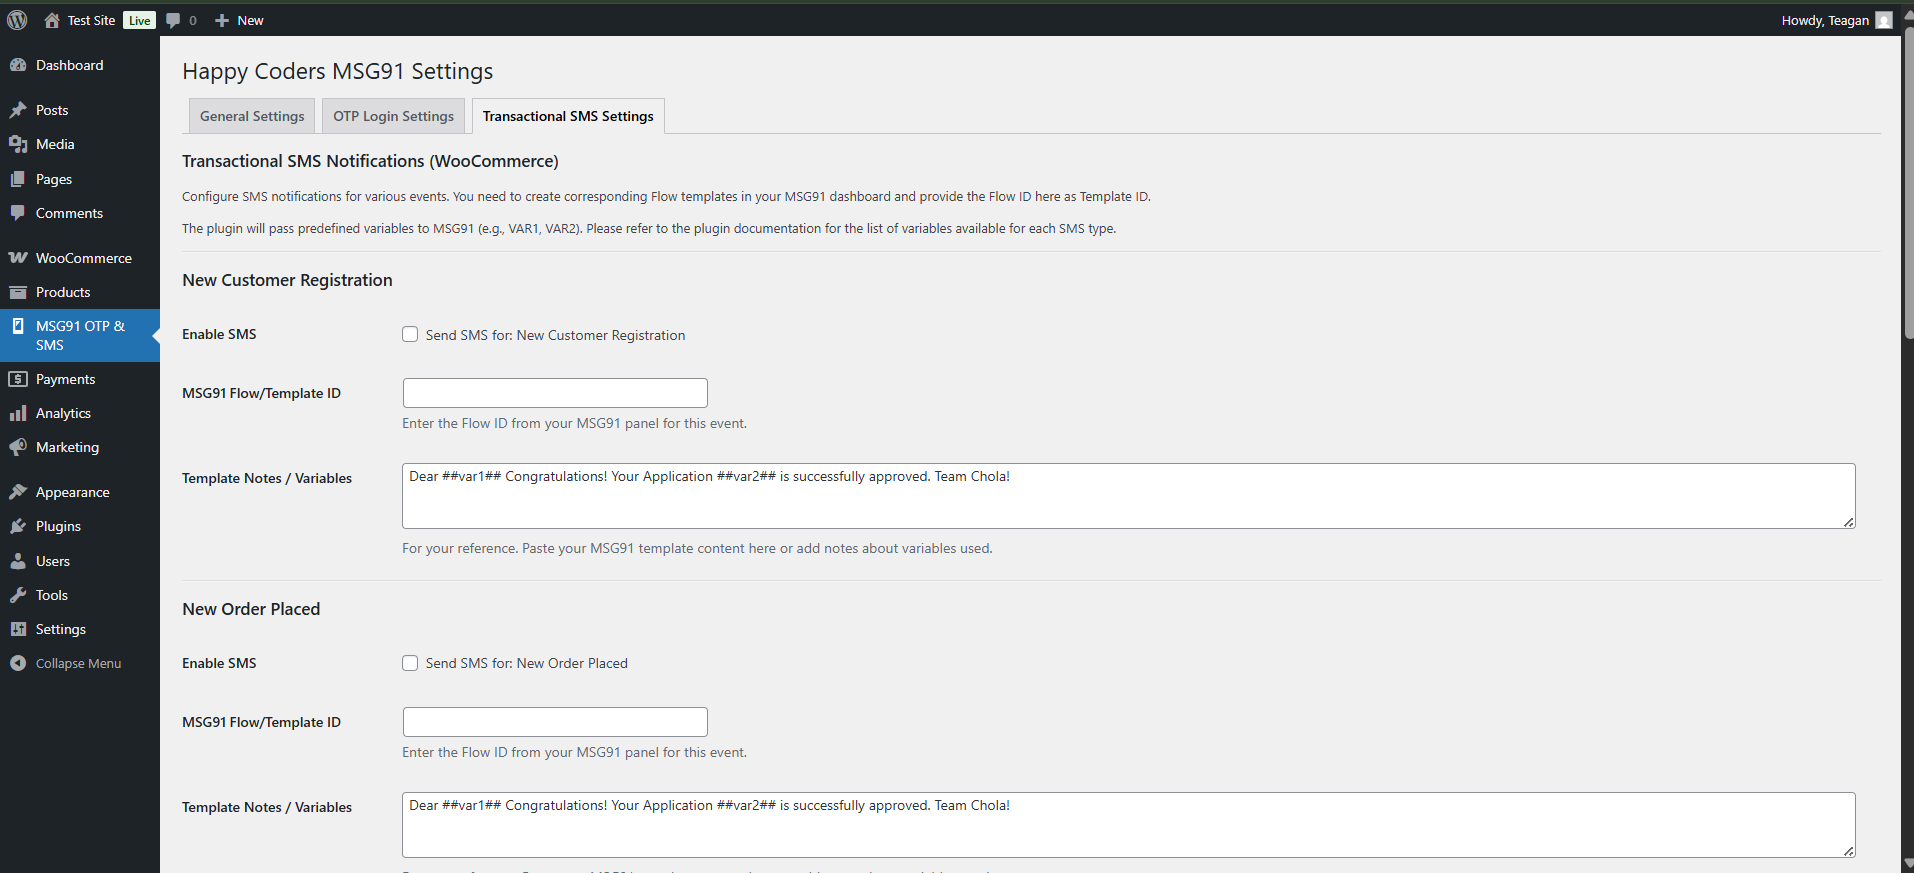 Test Site Live 0 New Howdy, Teagan
Dashboard
Posts
Media
Pages
Comments
WooCommerce
Products
MSG91 OTP &
SMS
Payments
Analytics
Marketing
Appearance
Plugins
Users
Tools
Settings
Collapse Menu
Happy Coders MSG91 Settings
General Settings OTP Login Settings Transactional SMS Settings
Transactional SMS Notifications (WooCommerce)
Configure SMS notifications for various events. You need to create corresponding Flow templates in your MSG91 dashboard and provide the Flow ID here as Template ID.
The plugin will pass predefined variables to MSG91 (e.g., VAR1, VAR2). Please refer to the plugin documentation for the list of variables available for each SMS type.
New Customer Registration
Enable SMS Send SMS for: New Customer Registration
MSG91 Flow/Template ID
Enter the Flow ID from your MSG91 panel for this event.
Template Notes / Variables Dear ##var1## Congratulations! Your Application ##var2## is successfully approved. Team Chola!
For your reference. Paste your MSG91 template content here or add notes about variables used.
New Order Placed
Enable SMS Send SMS for: New Order Placed
MSG91 Flow/Template ID
Enter the Flow ID from your MSG91 panel for this event.
Template Notes / Variables Dear ##var1## Congratulations! Your Application ##var2## is successfully approved. Team Chola!